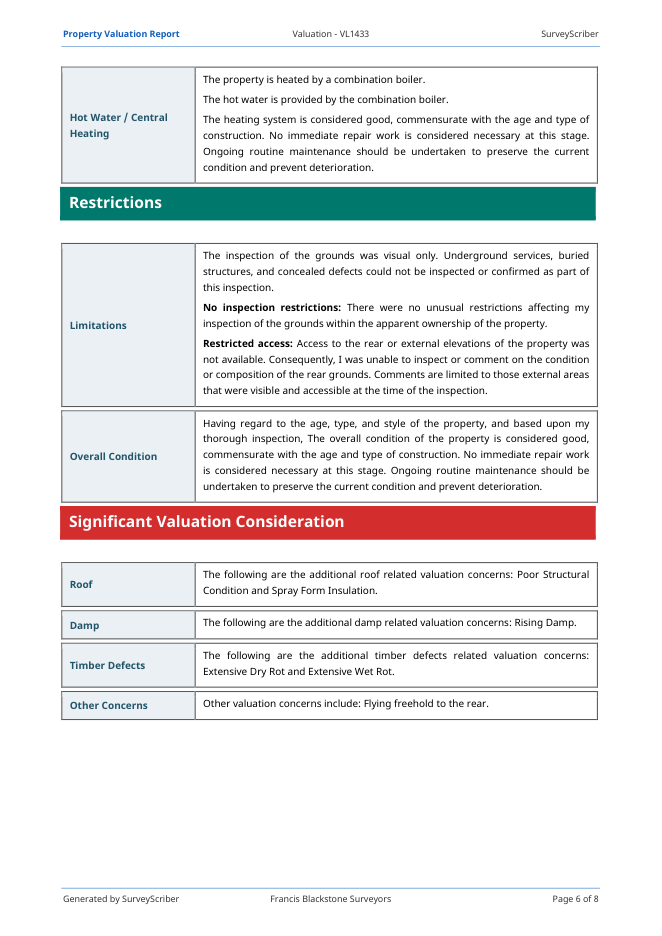 Property Valuation Report Valuation - VL1433 SurveyScriber
The property is heated by a combination boiler.
The hot water is provided by the combination boiler.
Hot Water / Central
Heating
The heating system is considered good, commensurate with the age and type of
construction. No immediate repair work is considered necessary at this stage.
Ongoing routine maintenance should be undertaken to preserve the current
condition and prevent deterioration.
Restrictions
Limitations
The inspection of the grounds was visual only. Underground services, buried
structures, and concealed defects could not be inspected or confirmed as part of
this inspection.
No inspection restrictions: There were no unusual restrictions affecting my
inspection of the grounds within the apparent ownership of the property.
Restricted access: Access to the rear or external elevations of the property was
not available. Consequently, I was unable to inspect or comment on the condition
or composition of the rear grounds. Comments are limited to those external areas
that were visible and accessible at the time of the inspection.
Overall Condition
Having regard to the age, type, and style of the property, and based upon my
thorough inspection, The overall condition of the property is considered good,
commensurate with the age and type of construction. No immediate repair work
is considered necessary at this stage. Ongoing routine maintenance should be
undertaken to preserve the current condition and prevent deterioration.
Significant Valuation Consideration
Roof
The following are the additional roof related valuation concerns: Poor Structural
Condition and Spray Form Insulation.
Damp
The following are the additional damp related valuation concerns: Rising Damp.
Timber Defects
The following are the additional timber defects related valuation concerns:
Extensive Dry Rot and Extensive Wet Rot.
Other Concerns
Other valuation concerns include: Flying freehold to the rear.
Generated by SurveyScriber Francis Blackstone Surveyors Page 6 of 8